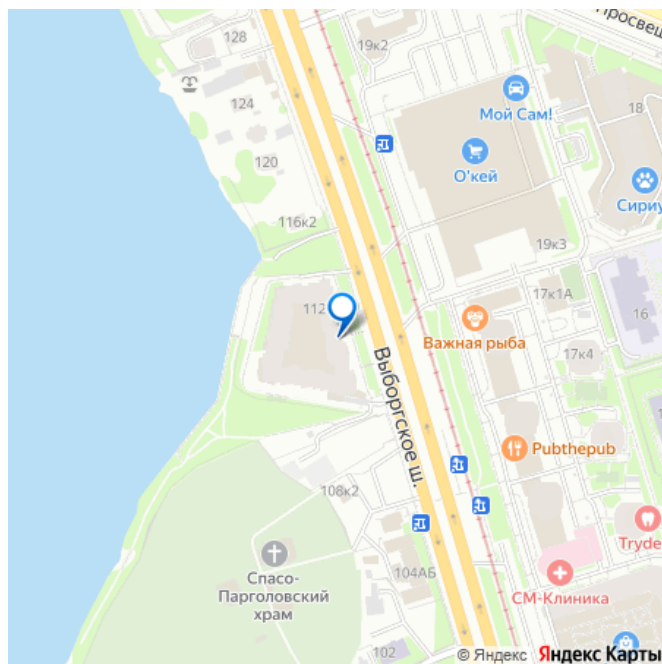 Просвещ
128
19к2
Мой Сам!
18
124
О'кей
120
Сириу
116к2
19к3
112
17к1А
16
Важная рыба
17к4
Выборгское ш.
Pubthepub
108к2
Tryde
Спасо-
Парголовский
храм
104АБ
СМ-Клиника
102
© Яндекс Яндекс Карты